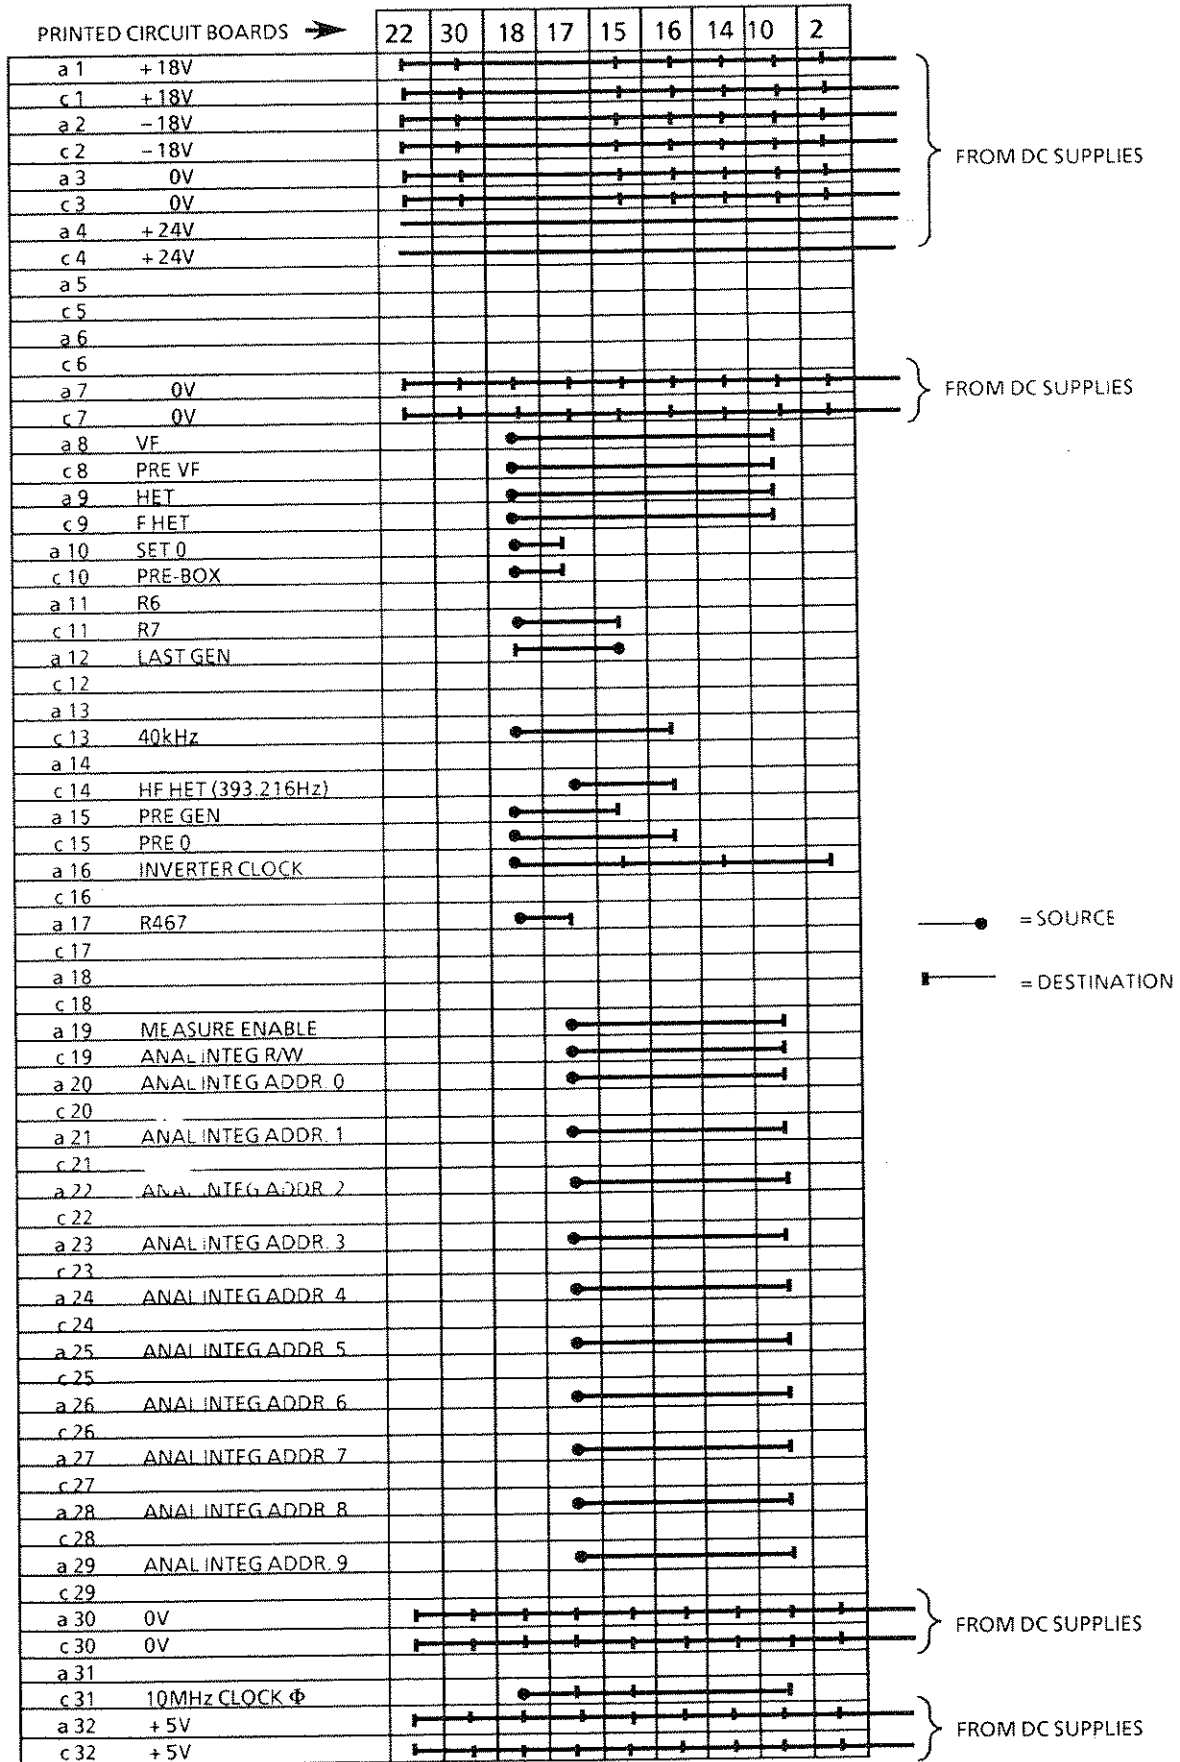 PRINTED CIRCUIT BOARDS 22 30 18 17 15 16 14 10 2
a 1 + 18V
c 1 + 18V
a 2 – 18V
c 2 – 18V
FROM DC SUPPLIES
a 3 0V
c 3 0V
a 4 + 24V
c 4 + 24V
a 5
c 5
a 6
c 6
a 7 0V
FROM DC SUPPLIES
c 7 0V
a 8 VF
c 8 PRE VF
a 9 HET
c 9 F HET
a 10 SET 0
c 10 PRE-BOX
a 11 R6
c 11 R7
a 12 LAST GEN
c 12
a 13
c 13 40kHz
a 14
c 14 HF HET (393.216Hz)
a 15 PRE GEN
c 15 PRE 0
a 16 INVERTER CLOCK
c 16
a 17 R467
= SOURCE
c 17
a 18
= DESTINATION
c 18
a 19 MEASURE ENABLE
c 19 ANAL INTEG R/W
a 20 ANAL INTEG ADDR. 0
c 20
a 21 ANAL INTEG ADDR. 1
c 21
a 22 ANAL INTEG ADDR. 2
c 22
a 23 ANAL INTEG ADDR. 3
c 23
a 24 ANAL INTEG ADDR. 4
c 24
a 25 ANAL INTEG ADDR. 5
c 25
a 26 ANAL INTEG ADDR. 6
c 26
a 27 ANAL INTEG ADDR. 7
c 27
a 28 ANAL INTEG ADDR. 8
c 28
a 29 ANAL INTEG ADDR. 9
c 29
a 30 0V
FROM DC SUPPLIES
c 30 0V
a 31
c 31 10MHz CLOCK Φ
a 32 + 5V
FROM DC SUPPLIES
c 32 + 5V